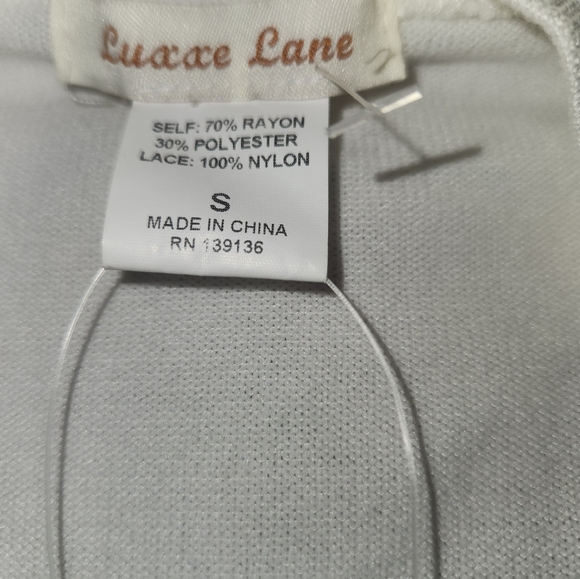 Luxxe Lane
SELF: 70% RAYON
30% POLYESTER
LACE: 100% NYLON
S
MADE IN CHINA
RN 139136